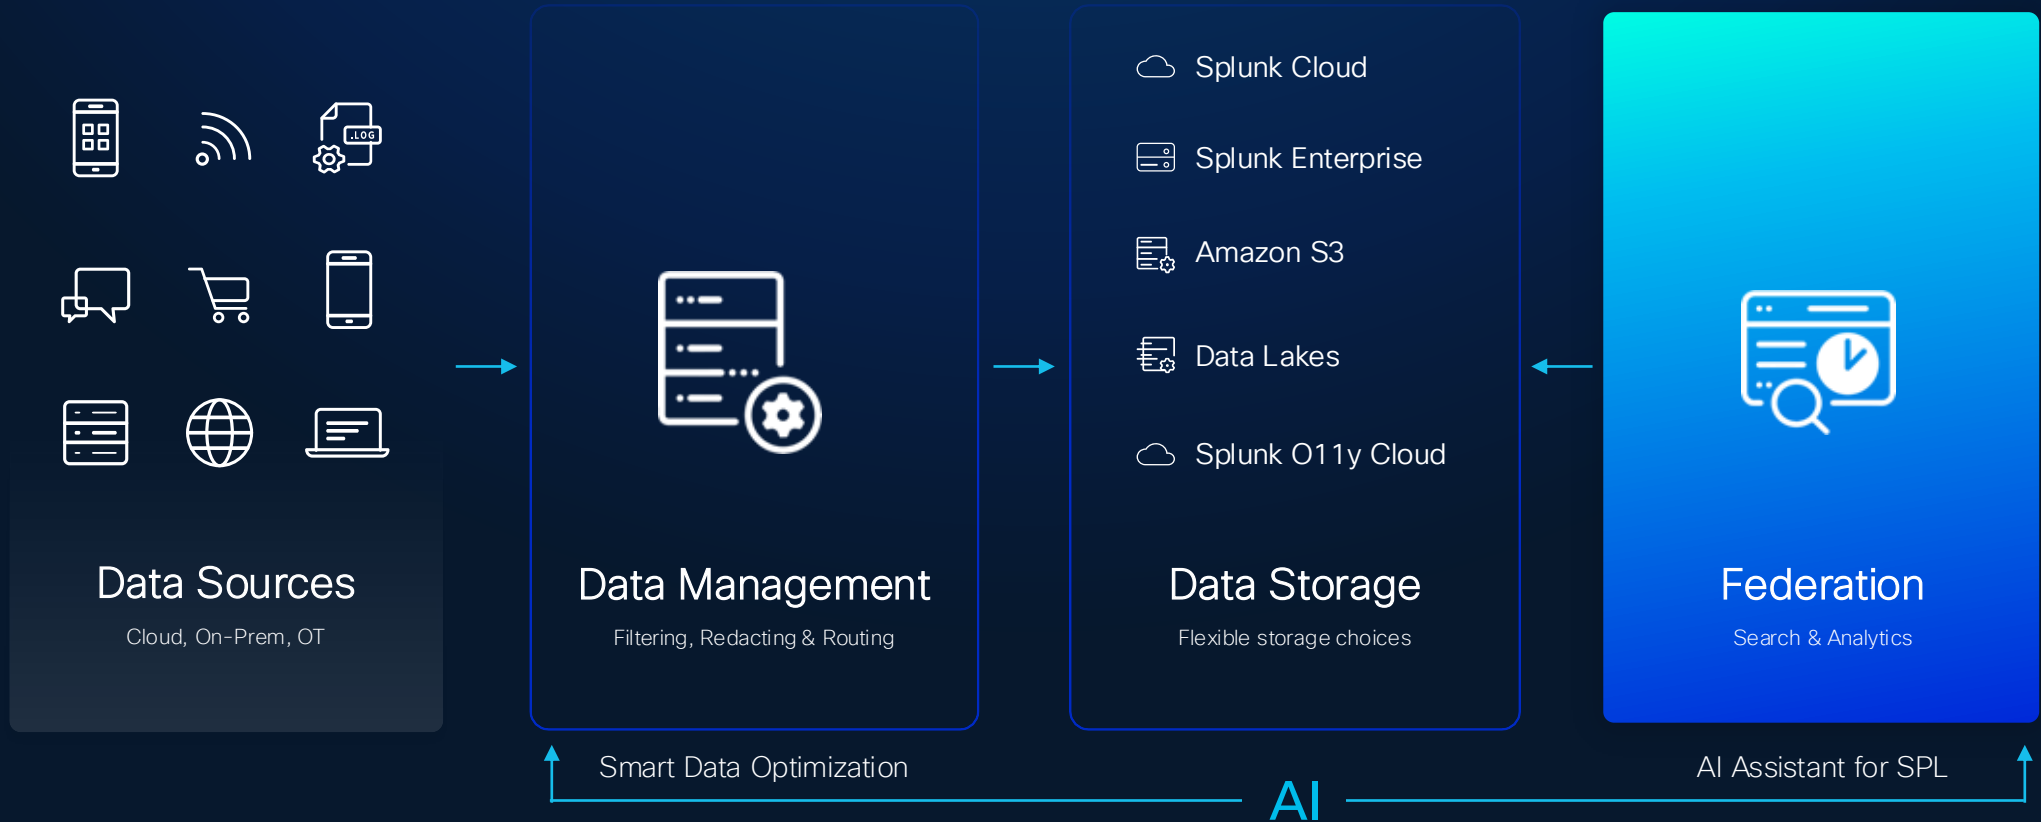 .LOG
Data Sources
Cloud, On-Prem, OT
Data Management
Filtering, Redacting & Routing
Splunk Cloud
Splunk Enterprise
Amazon S3
Data Lakes
Splunk O11y Cloud
Data Storage
Flexible storage choices
Federation
Search & Analytics
Smart Data Optimization
AI
AI Assistant for SPL